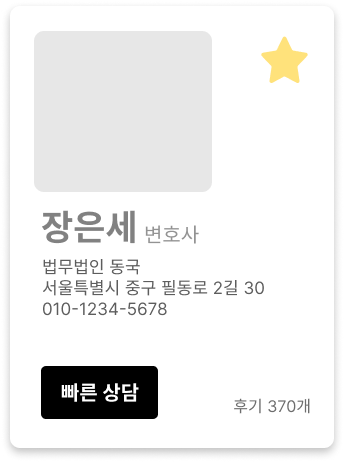 장은세 변호사
법무법인 동국
서울특별시 중구 필동로 2길 30
010-1234-5678
빠른 상담
후기 370개